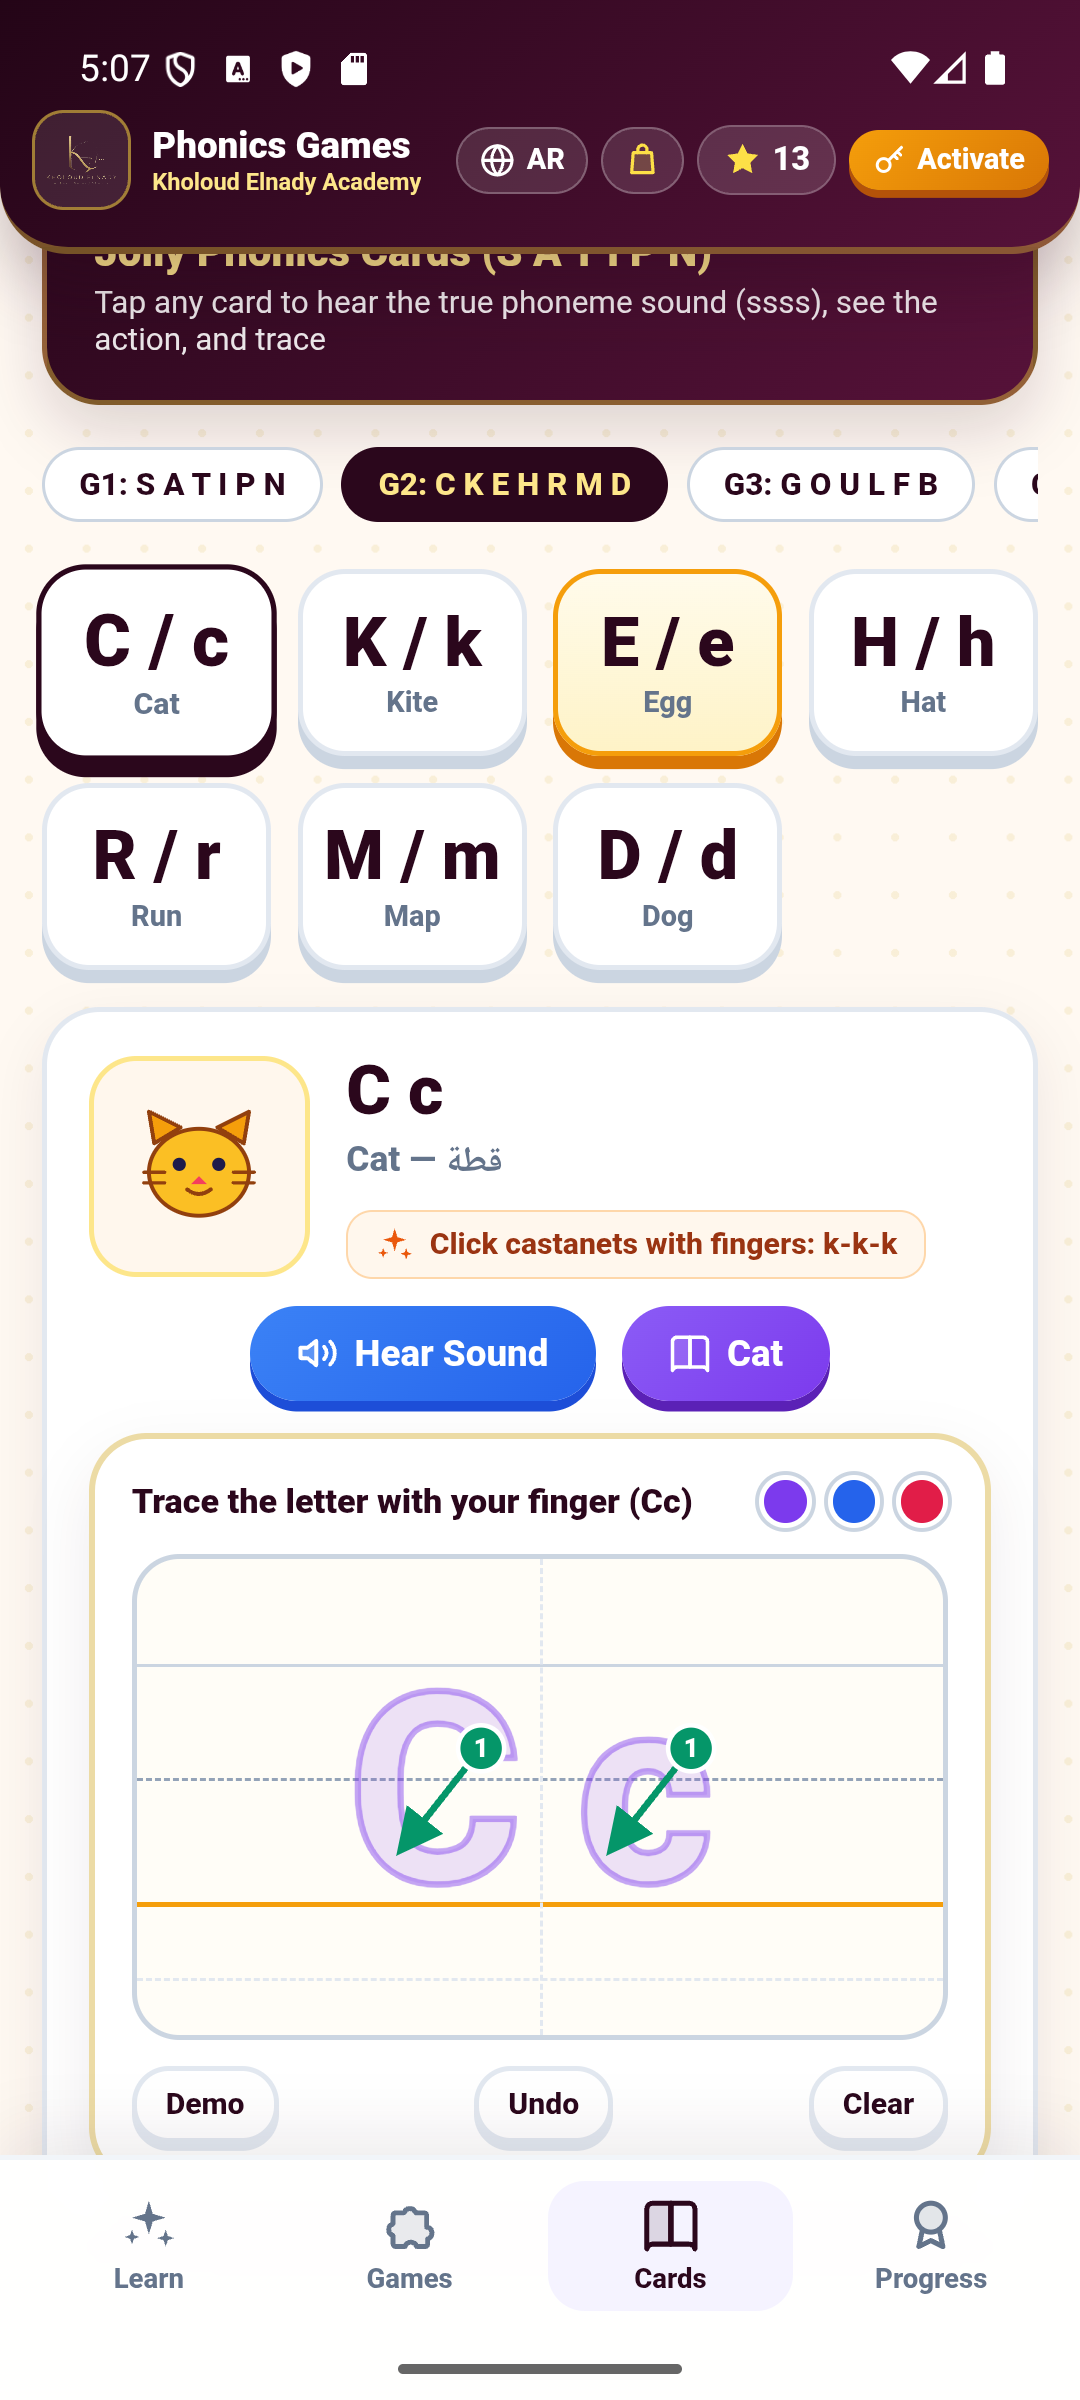 5:07
Phonics Games
Kholoud Elnady Academy
AR
13
Activate
Jolly Phonics Cards (S A T I P N)
Tap any card to hear the true phoneme sound (ssss), see the
action, and trace
G1: S A T I P N
G2: C K E H R M D
G3: G O U L F B
C / c
Cat
K / k
Kite
E / e
Egg
H / h
Hat
R / r
Run
M / m
Map
D / d
Dog
C c
Cat — قطة
Click castanets with fingers: k-k-k
Hear Sound
Cat
Trace the letter with your finger (Cc)
C c
1 1
Demo
Undo
Clear
Learn
Games
Cards
Progress